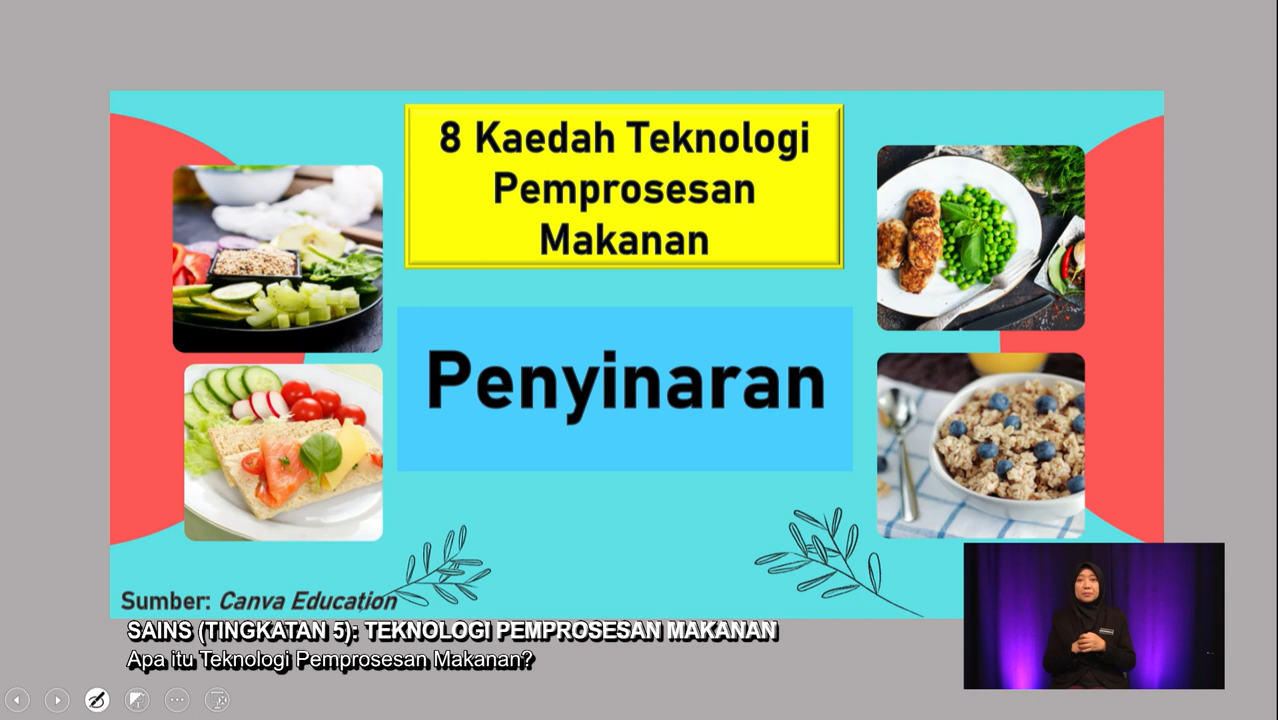 8 Kaedah Teknologi
Pemprosesan
Makanan
Penyinaran
Sumber: Canva Education
SAINS (TINGKATAN 5): TEKNOLOGI PEMPROSESAN MAKANAN
Apa itu Teknologi Pemprosesan Makanan?